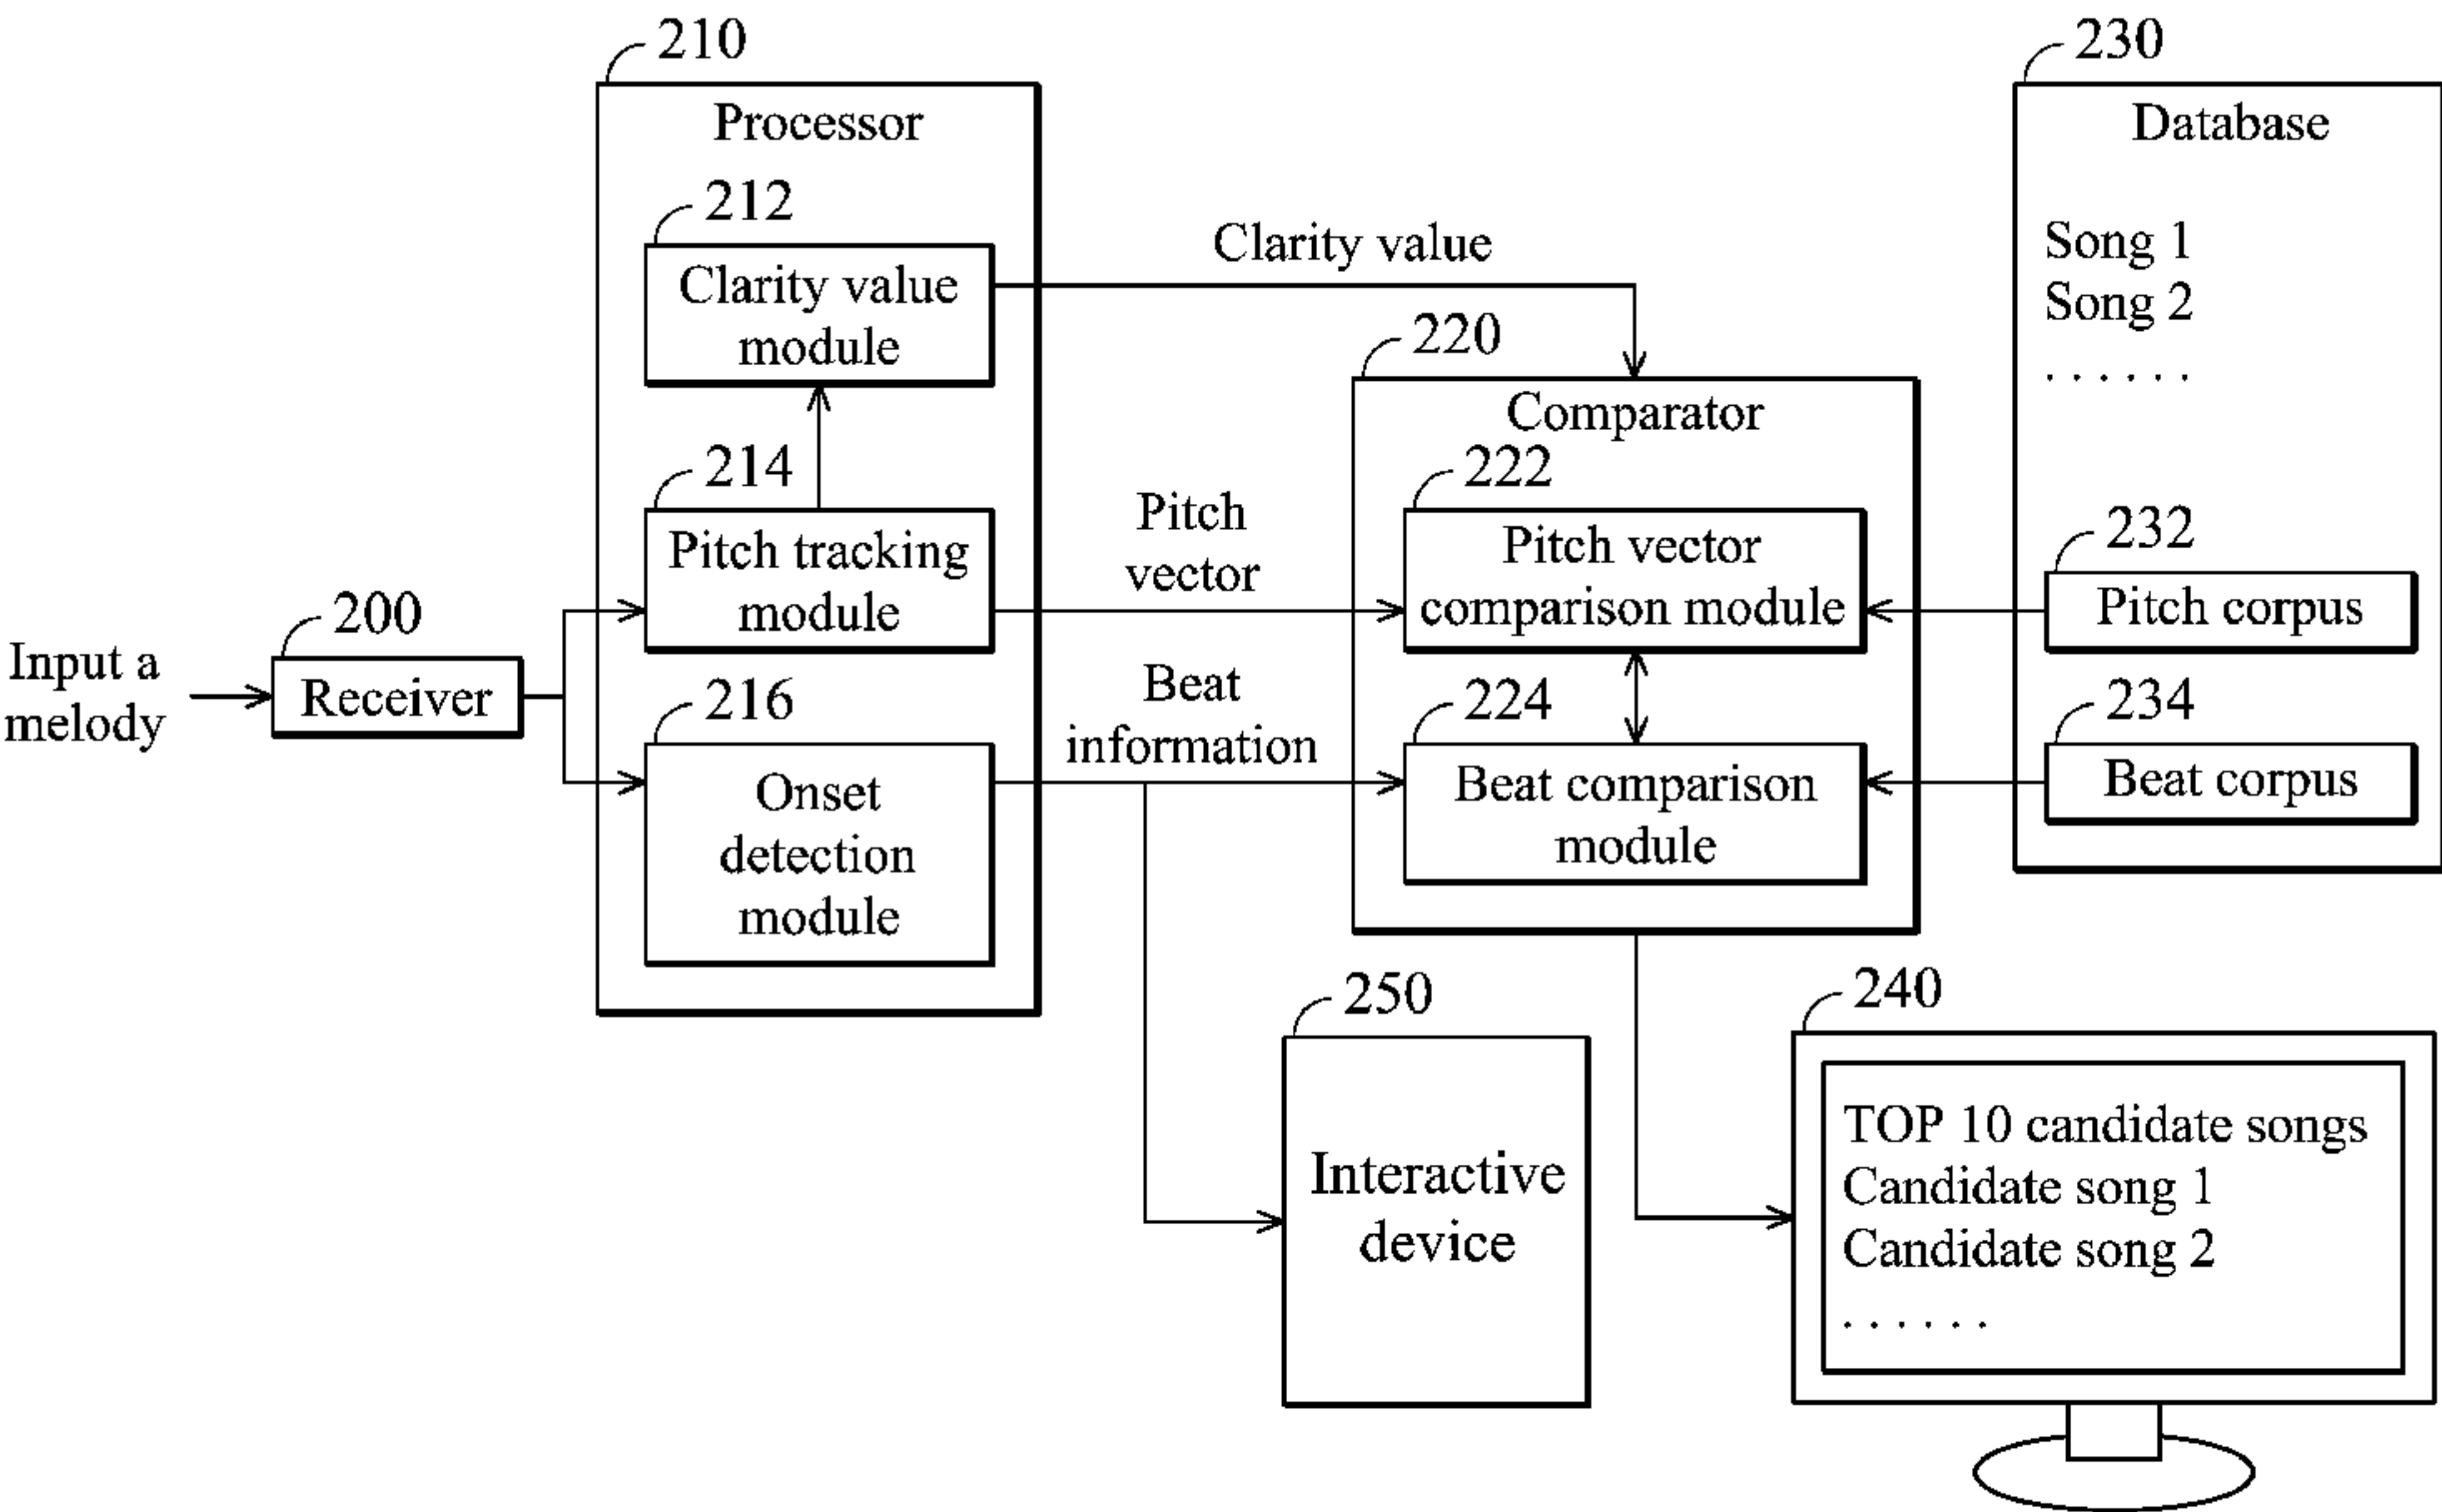 210
Processor
212
Clarity value
module
214
Pitch tracking
module
216
Onset
detection
module
200
Receiver
Input a
melody
Clarity value
Pitch
vector
Beat
information
220
Comparator
222
Pitch vector
comparison module
224
Beat comparison
module
230
Database
Song 1
Song 2
. . . . . .
232
Pitch corpus
234
Beat corpus
250
Interactive
device
240
TOP 10 candidate songs
Candidate song 1
Candidate song 2
. . . . . .